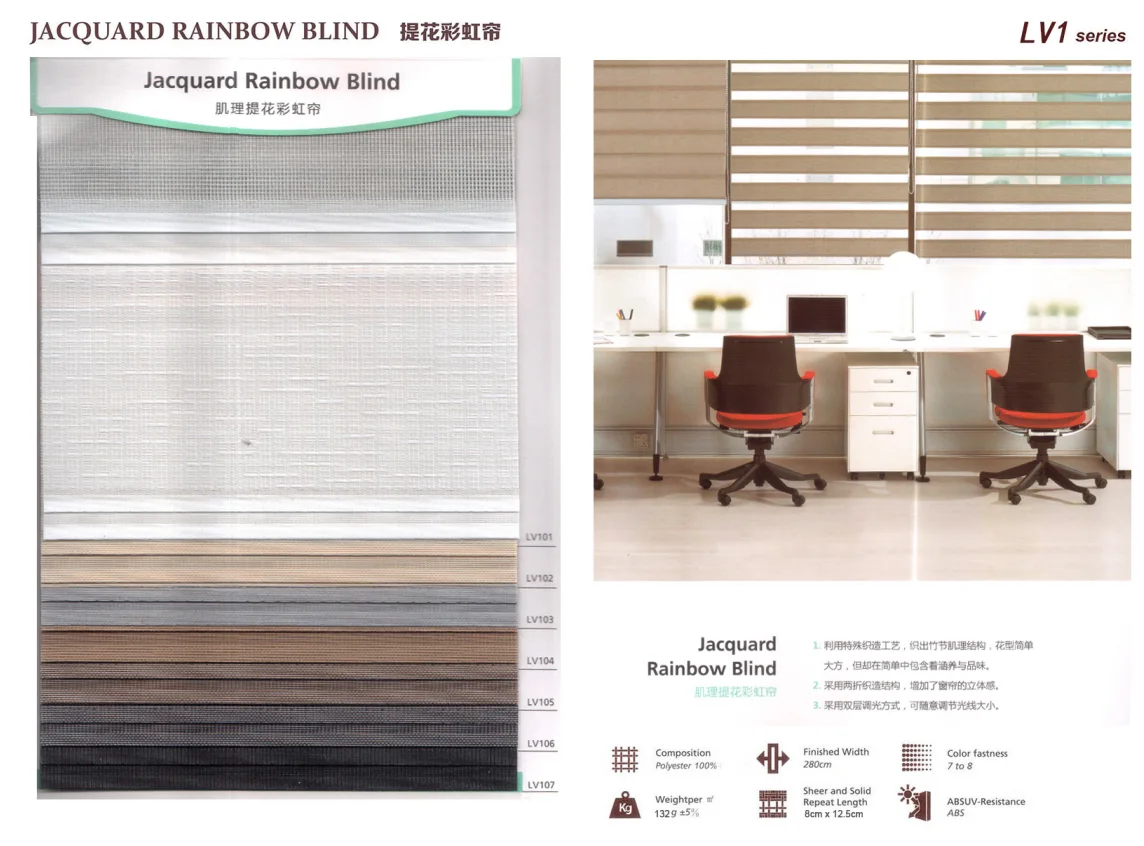 JACQUARD RAINBOW BLIND 提花彩虹帘
LV1 series
Jacquard Rainbow Blind
肌理提花彩虹帘
LV101
LV102
LV103
LV104
LV105
LV106
LV107
Jacquard
Rainbow Blind
肌理提花彩虹帘
1. 利用特殊织造工艺，织出竹节肌理结构，花型简单
大方，但却在简单中包含着涵养与品味。
2. 采用两折织造结构，增加了窗帘的立体感。
3. 采用双层调光方式，可随意调节光线大小。
Composition
Polyester 100%
Finished Width
280cm
Color fastness
7 to 8
Kg
Weightper ㎡
132g ±5%
Sheer and Solid
Repeat Length
8cm x 12.5cm
ABSUV-Resistance
ABS